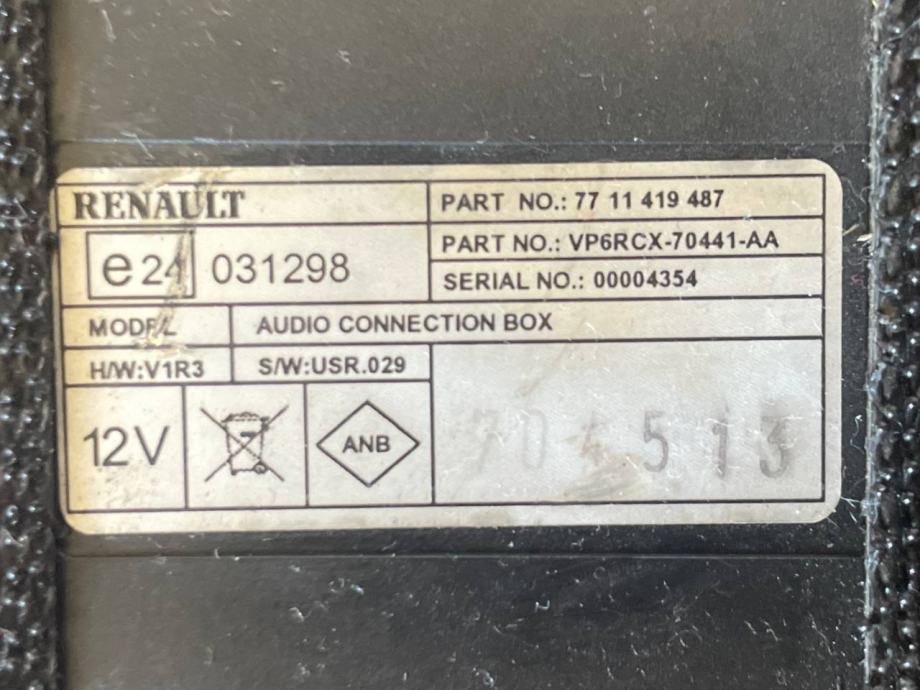 RENAULT
PART NO.: 77 11 419 487
e24 031298
PART NO.: VP6RCX-70441-AA
SERIAL NO.: 00004354
MODEL AUDIO CONNECTION BOX
H/W:V1R3 S/W:USR.029
12V ANB